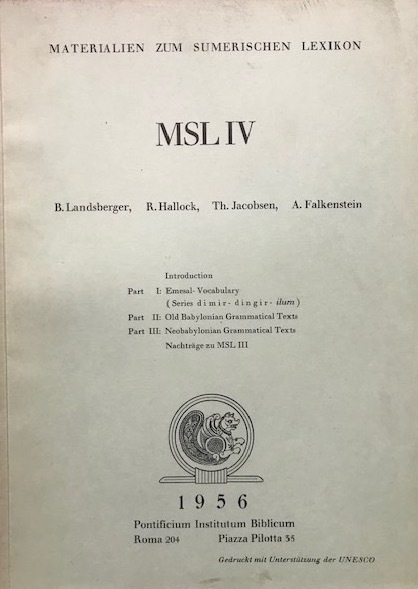 MATERIALIEN ZUM SUMERISCHEN LEXIKON
MSL IV
B. Landsberger, R. Hallock, Th. Jacobsen, A. Falkenstein
Introduction
Part I: Emesal-Vocabulary
(Series dimir-dingir-ilum)
Part II: Old Babylonian Grammatical Texts
Part III: Neobabylonian Grammatical Texts
Nachträge zu MSL III
1956
Pontificium Institutum Biblicum
Roma 204 Piazza Pilotta 35
Gedruckt mit Unterstützung der UNESCO